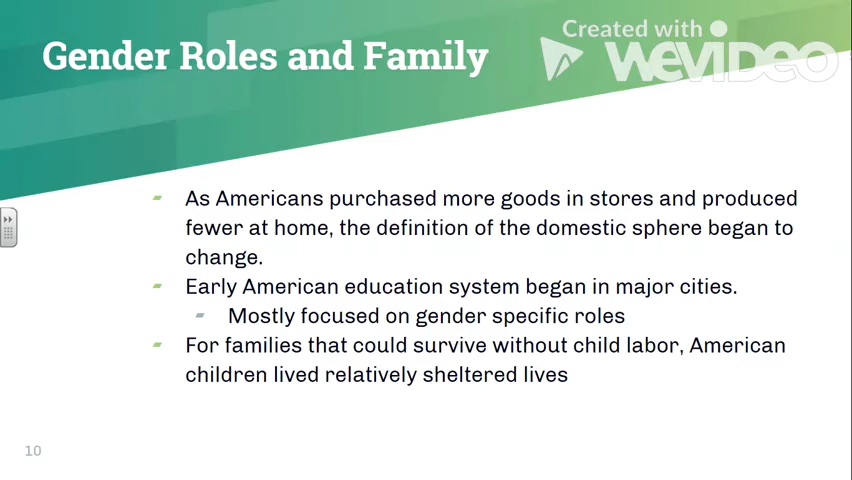 Created with
WEVIDEO
Gender Roles and Family
As Americans purchased more goods in stores and produced
fewer at home, the definition of the domestic sphere began to
change.
Early American education system began in major cities.
Mostly focused on gender specific roles
For families that could survive without child labor, American
children lived relatively sheltered lives
10